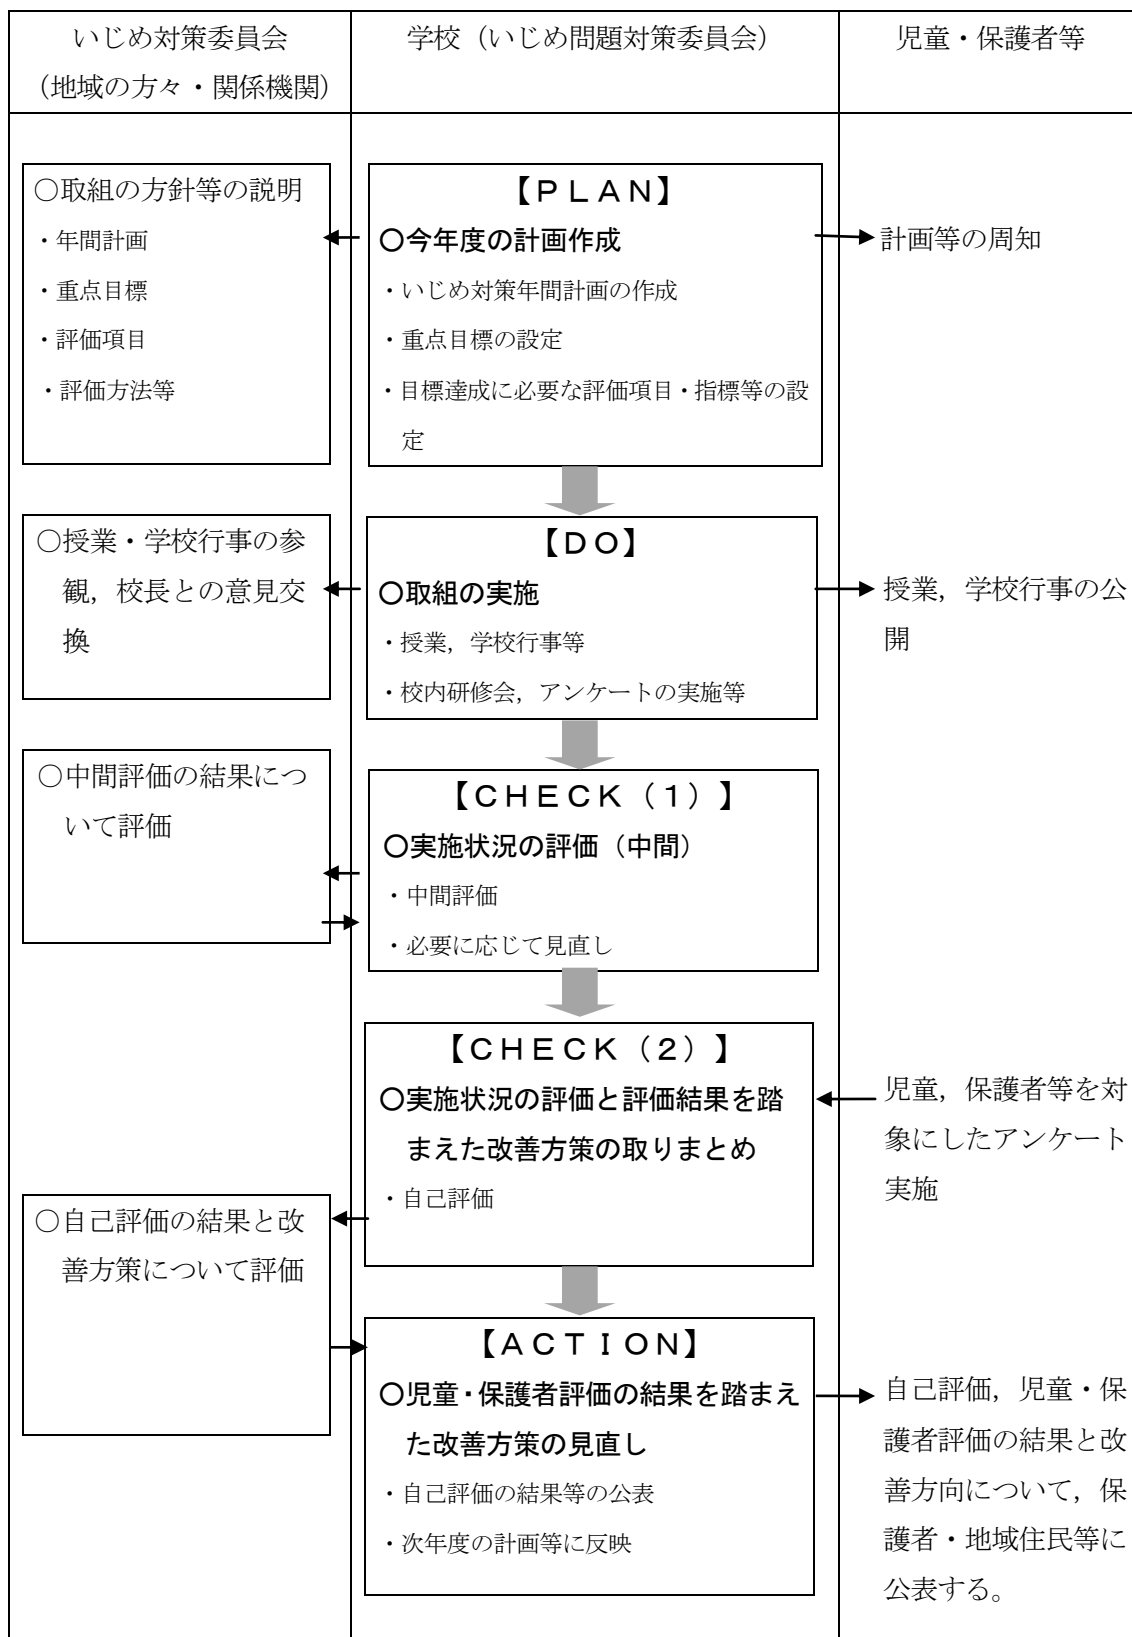 いじめ対策委員会
（地域の方々・関係機関）
学校（いじめ問題対策委員会）
児童・保護者等
○取組の方針等の説明
・年間計画
・重点目標
・評価項目
・評価方法等
【ＰＬＡＮ】
○今年度の計画作成
・いじめ対策年間計画の作成
・重点目標の設定
・目標達成に必要な評価項目・指標等の設
定
計画等の周知
○授業・学校行事の参
観，校長との意見交
換
【ＤＯ】
○取組の実施
・授業，学校行事等
・校内研修会，アンケートの実施等
授業，学校行事の公
開
○中間評価の結果につ
いて評価
【ＣＨＥＣＫ（１）】
○実施状況の評価（中間）
・中間評価
・必要に応じて見直し
【ＣＨＥＣＫ（２）】
○実施状況の評価と評価結果を踏
まえた改善方策の取りまとめ
・自己評価
児童，保護者等を対
象にしたアンケート
実施
○自己評価の結果と改
善方策について評価
【ＡＣＴＩＯＮ】
○児童・保護者評価の結果を踏まえ
た改善方策の見直し
・自己評価の結果等の公表
・次年度の計画等に反映
自己評価，児童・保
護者評価の結果と改
善方向について，保
護者・地域住民等に
公表する。